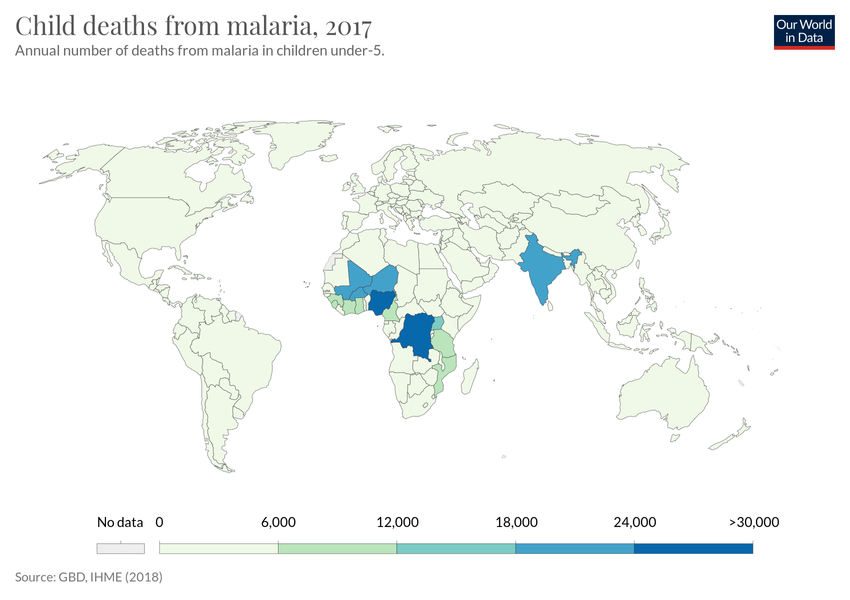 Child deaths from malaria, 2017
Annual number of deaths from malaria in children under-5.
Our World
in Data
No data 0 6,000 12,000 18,000 24,000 >30,000
Source: GBD, IHME (2018)